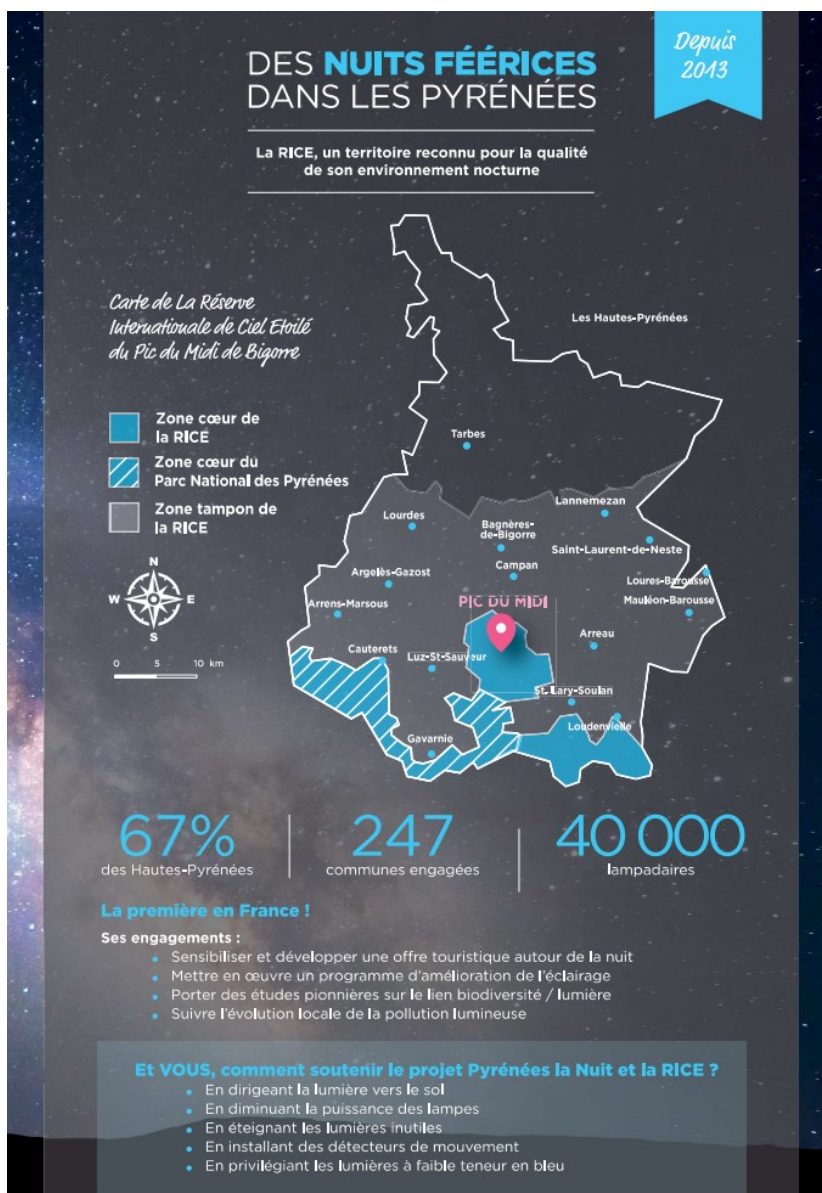 Depuis
2013
DES NUITS FÉÉRICES
DANS LES PYRÉNÉES
La RICE, un territoire reconnu pour la qualité
de son environnement nocturne
Carte de La Réserve
Internationale de Ciel Etoilé
du Pic du Midi de Bigorre
Les Hautes-Pyrénées
Zone cœur de
la RICE
Zone cœur du
Parc National des Pyrénées
Zone tampon de
la RICE
N
W
E
S
0 5 10 km
Tarbes
Lannemezan
Lourdes
Bagnères-
de-Bigorre
Saint-Laurent-de-Neste
Campan
Argelès-Gazost
Loures-Barousse
Arrens-Marsous
PIC DU MIDI
Mauléon-Barousse
Arreau
Cauterets
Luz-St-Sauveur
St-Lary-Soulan
Loudenvielle
Gavarnie
67%
des Hautes-Pyrénées
247
communes engagées
40 000
lampadaires
La première en France !
Ses engagements :
• Sensibiliser et développer une offre touristique autour de la nuit
• Mettre en œuvre un programme d'amélioration de l'éclairage
• Porter des études pionnières sur le lien biodiversité / lumière
• Suivre l'évolution locale de la pollution lumineuse
Et VOUS, comment soutenir le projet Pyrénées la Nuit et la RICE ?
• En dirigeant la lumière vers le sol
• En diminuant la puissance des lampes
• En éteignant les lumières inutiles
• En installant des détecteurs de mouvement
• En privilégiant les lumières à faible teneur en bleu